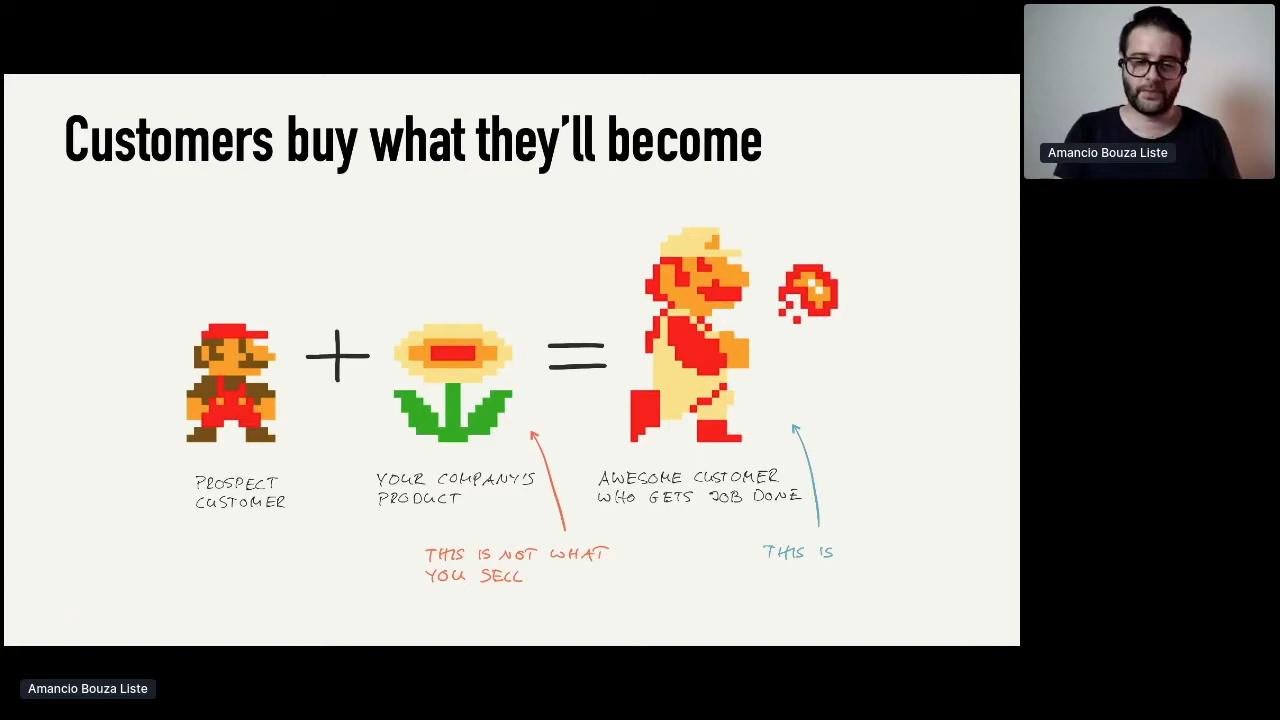 Customers buy what they'll become
PROSPECT
CUSTOMER
YOUR COMPANY'S
PRODUCT
AWESOME CUSTOMER
WHO GETS JOB DONE
THIS IS NOT WHAT
YOU SELL
THIS IS
Amancio Bouza Liste
Amancio Bouza Liste